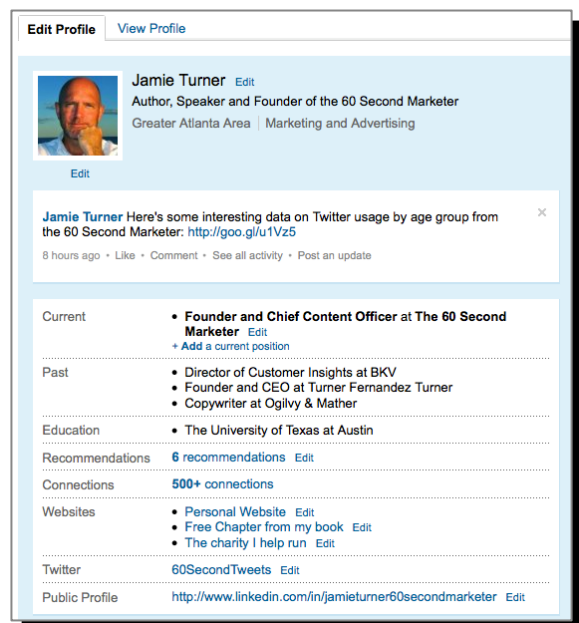 Edit Profile View Profile
Jamie Turner Edit
Author, Speaker and Founder of the 60 Second Marketer
Greater Atlanta Area | Marketing and Advertising
Edit
Jamie Turner Here's some interesting data on Twitter usage by age group from ×
the 60 Second Marketer: http://goo.gl/u1Vz5
8 hours ago • Like • Comment • See all activity • Post an update
Current • Founder and Chief Content Officer at The 60 Second
Marketer Edit
+ Add a current position
Past • Director of Customer Insights at BKV
• Founder and CEO at Turner Fernandez Turner
• Copywriter at Ogilvy & Mather
Education • The University of Texas at Austin
Recommendations 6 recommendations Edit
Connections 500+ connections
Websites • Personal Website Edit
• Free Chapter from my book Edit
• The charity I help run Edit
Twitter 60SecondTweets Edit
Public Profile http://www.linkedin.com/in/jamieturner60secondmarketer Edit